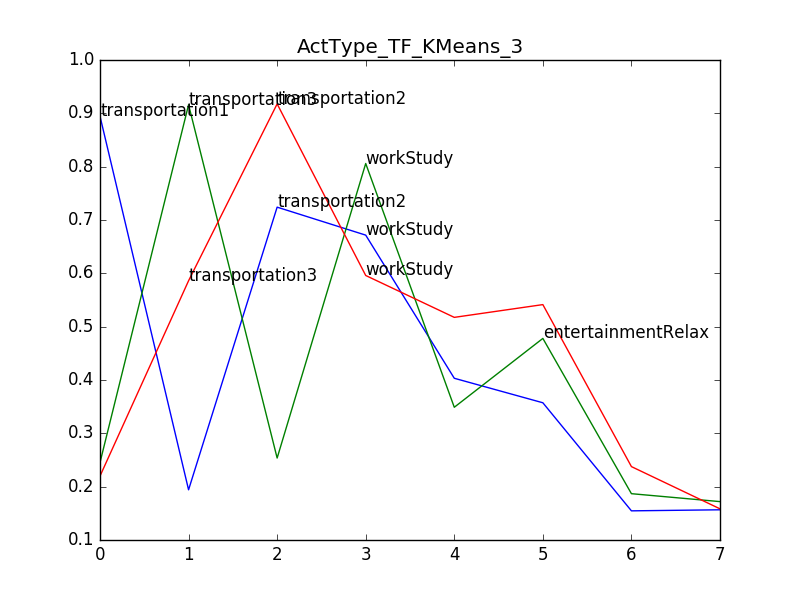 ActType_TF_KMeans_3
1.0
0.9
0.8
0.7
0.6
0.5
0.4
0.3
0.2
0.1
transportation1
transportation3
transportation2
workStudy
transportation2
workStudy
workStudy
transportation3
entertainmentRelax
0
1
2
3
4
5
6
7